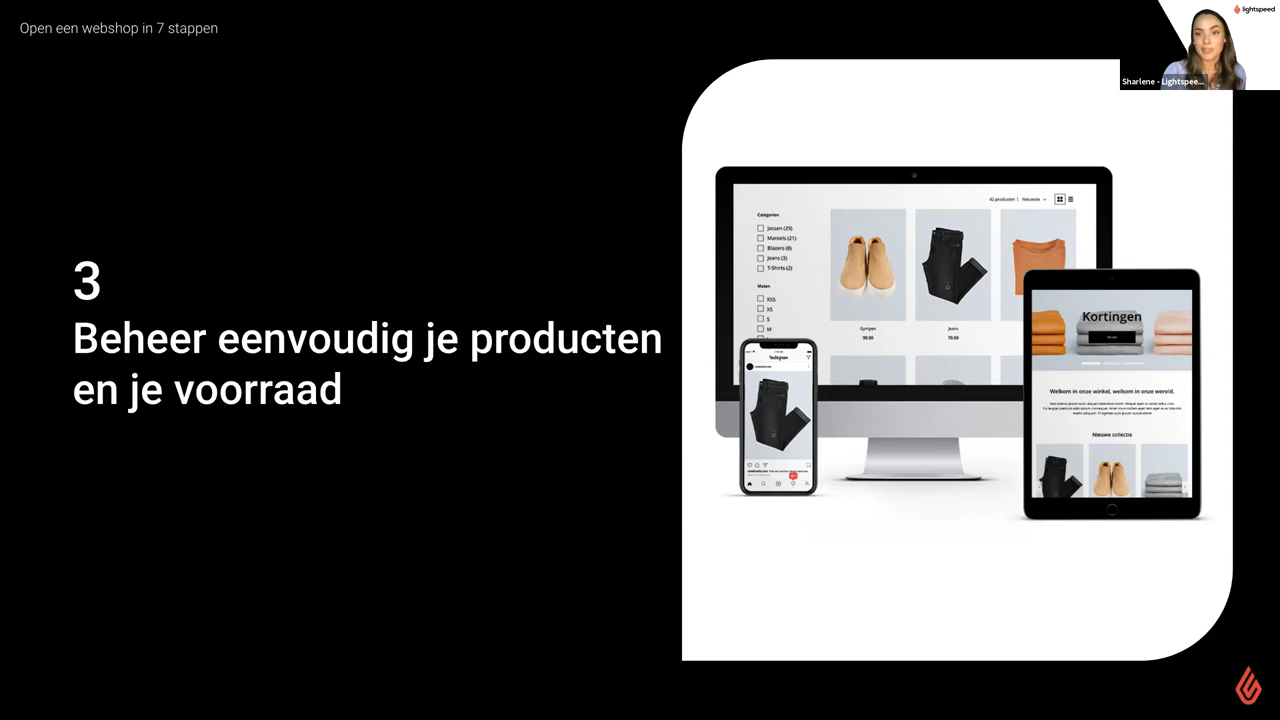 Open een webshop in 7 stappen
lightspeed
Sharlene - Lightspee...
3
Beheer eenvoudig je producten
en je voorraad
42 producten | Nieuwste
Categorien
Jassen (29)
Mantels (21)
Blazers (8)
Jeans (3)
T-Shirts (2)
Maten
XXS
XS
S
M
Gympen
90.00
Jeans
70.00
Instagram
Kortingen
Welkom in onze winkel, welkom in onze wereld.
Nieuwe collectie